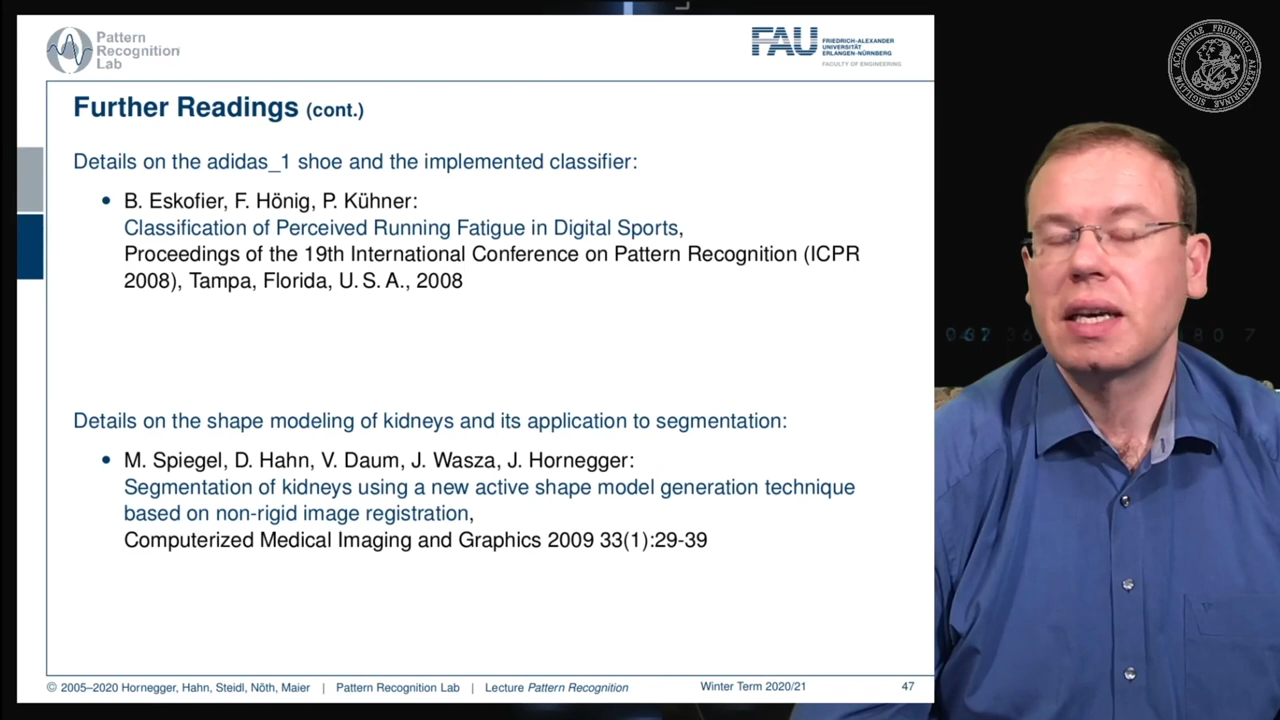 Pattern
Recognition
Lab
FAU
FRIEDRICH-ALEXANDER
UNIVERSITÄT
ERLANGEN-NÜRNBERG
FACULTY OF ENGINEERING
Further Readings (cont.)
Details on the adidas_1 shoe and the implemented classifier:
• B. Eskofier, F. Hönig, P. Kühner:
Classification of Perceived Running Fatigue in Digital Sports,
Proceedings of the 19th International Conference on Pattern Recognition (ICPR
2008), Tampa, Florida, U. S. A., 2008
Details on the shape modeling of kidneys and its application to segmentation:
• M. Spiegel, D. Hahn, V. Daum, J. Wasza, J. Hornegger:
Segmentation of kidneys using a new active shape model generation technique
based on non-rigid image registration,
Computerized Medical Imaging and Graphics 2009 33(1):29-39
© 2005–2020 Hornegger, Hahn, Steidl, Nöth, Maier | Pattern Recognition Lab | Lecture Pattern Recognition Winter Term 2020/21 47